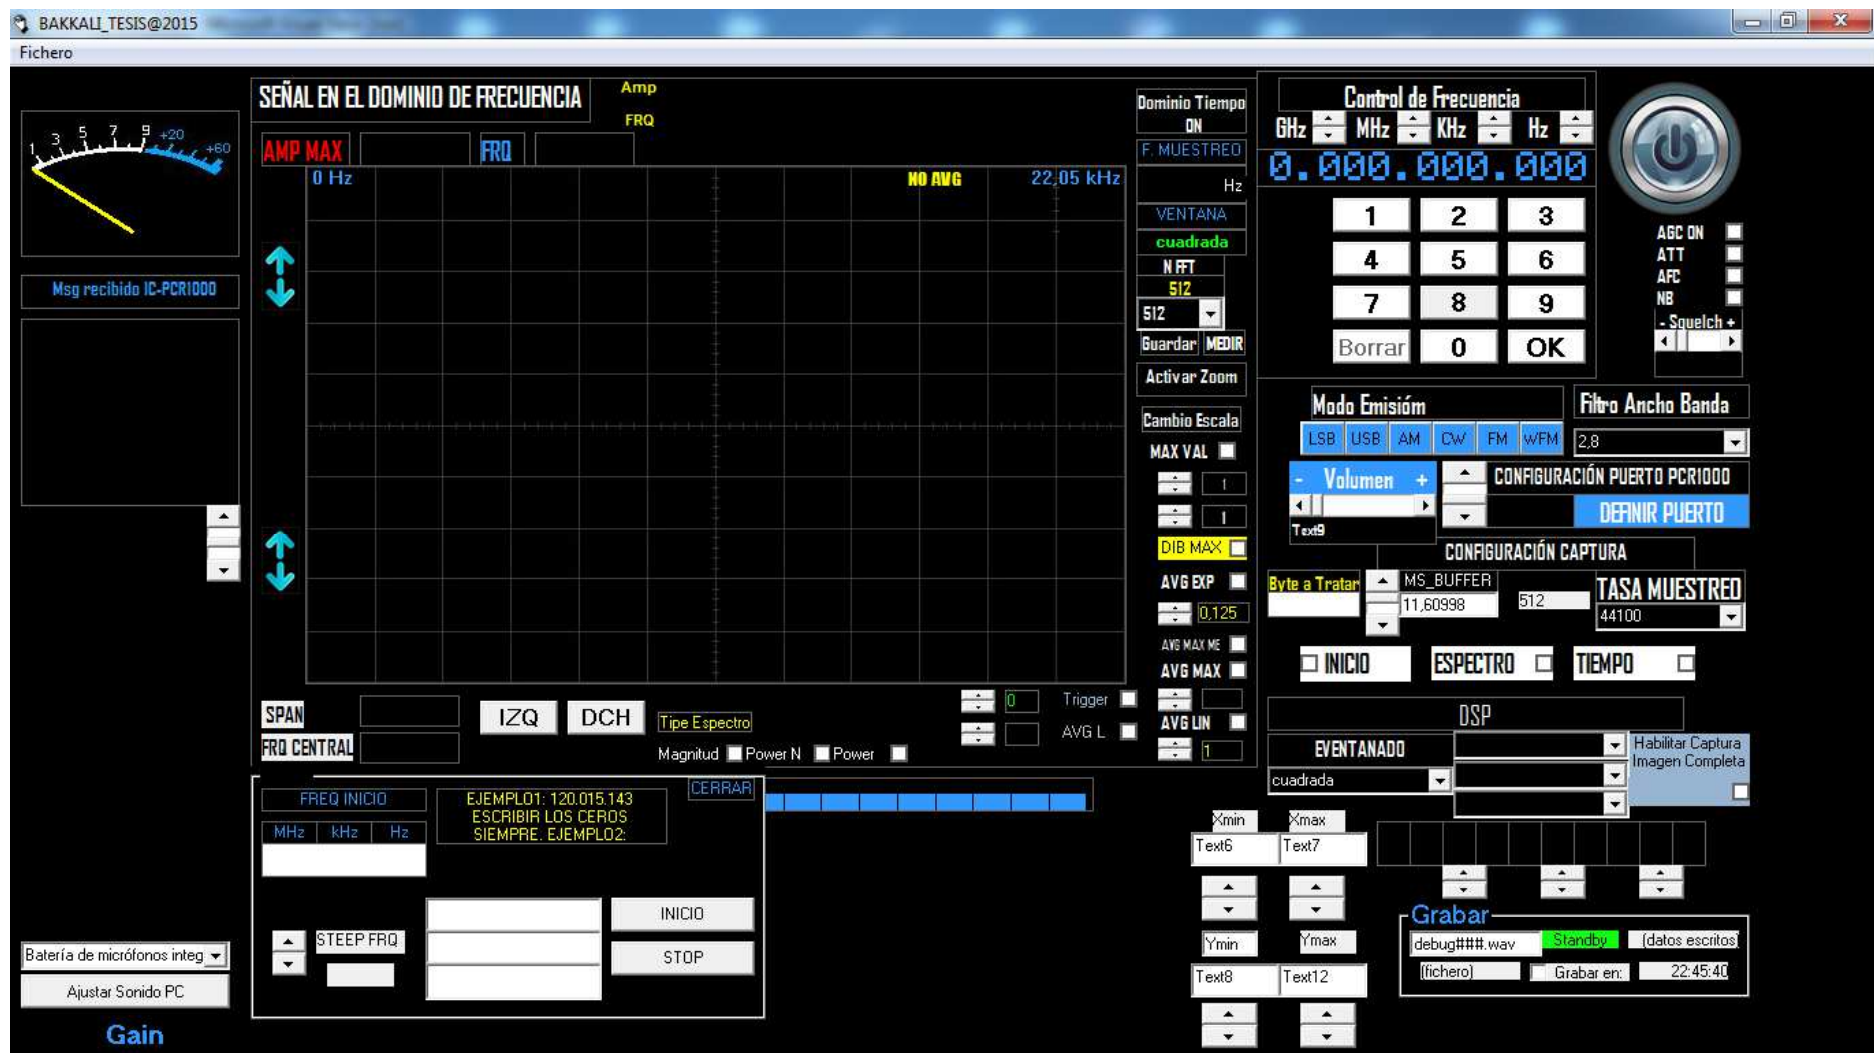 BAKKALI_TESIS@2015
Fichero
1 3 5 7 9 +20 +60
Msg recibido IC-PCR1000
Batería de micrófonos integ
Ajustar Sonido PC
Gain
SEÑAL EN EL DOMINIO DE FRECUENCIA
Amp
FRQ
AMP MAX
FRQ
0 Hz
NO AVG
22,05 kHz
SPAN
FRQ CENTRAL
IZQ
DCH
Tipe Espectro
Magnitud
Power N
Power
0
Trigger
AVG L
Dominio Tiempo
ON
F. MUESTREO
Hz
VENTANA
cuadrada
N FFT
512
512
Guardar
MEDIR
Activar Zoom
Cambio Escala
MAX VAL
1
1
DIB MAX
AVG EXP
0,125
AVG MAX ME
AVG MAX
AVG LIN
1
FREQ INICIO
MHz kHz Hz
EJEMPLO1: 120.015.143
ESCRIBIR LOS CEROS
SIEMPRE. EJEMPLO2:
CERRAR
STEEP FRQ
INICIO
STOP
Control de Frecuencia
GHz MHz KHz Hz
0.000.000.000
1 2 3
4 5 6
7 8 9
Borrar 0 OK
AGC ON
ATT
AFC
NB
- Squelch +
Modo Emisióm
LSB USB AM CW FM WFM
Filtro Ancho Banda
2,8
- Volumen +
Text9
CONFIGURACIÓN PUERTO PCR1000
DEFINIR PUERTO
CONFIGURACIÓN CAPTURA
Byte a Tratar
MS_BUFFER
11,60998
512
TASA MUESTREO
44100
INICIO
ESPECTRO
TIEMPO
DSP
EVENTANADO
cuadrada
Habilitar Captura
Imagen Completa
Xmin Xmax
Text6 Text7
Ymin Ymax
Text8 Text12
Grabar
debug###.wav
Standby
(datos escritos)
(fichero)
Grabar en:
22:45:40